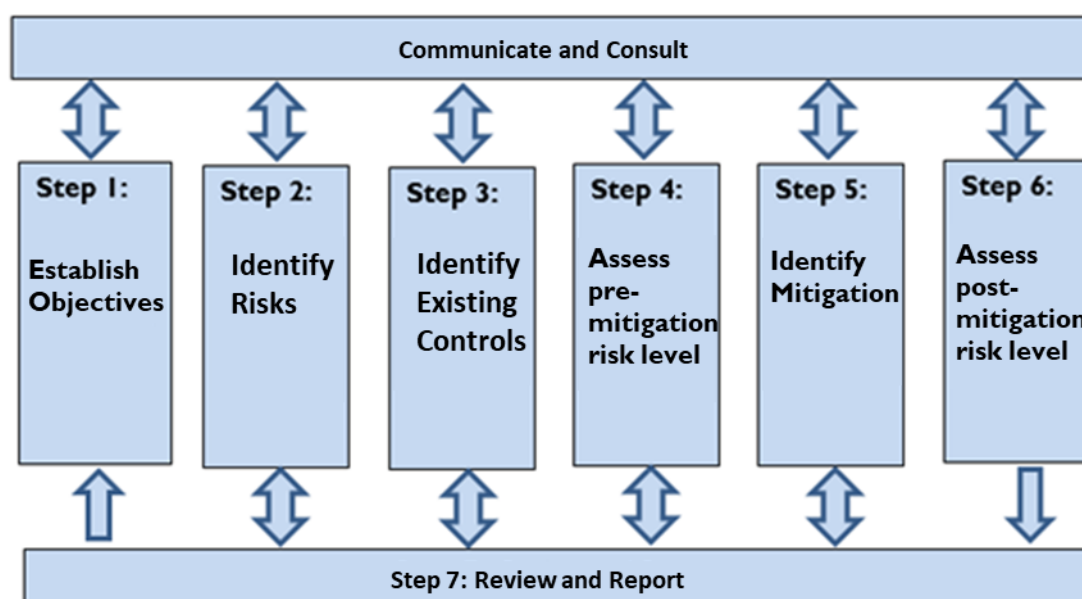 Communicate and Consult
Step 1:
Establish
Objectives
Step 2:
Identify
Risks
Step 3:
Identify
Existing
Controls
Step 4:
Assess
pre-
mitigation
risk level
Step 5:
Identify
Mitigation
Step 6:
Assess
post-
mitigation
risk level
Step 7: Review and Report